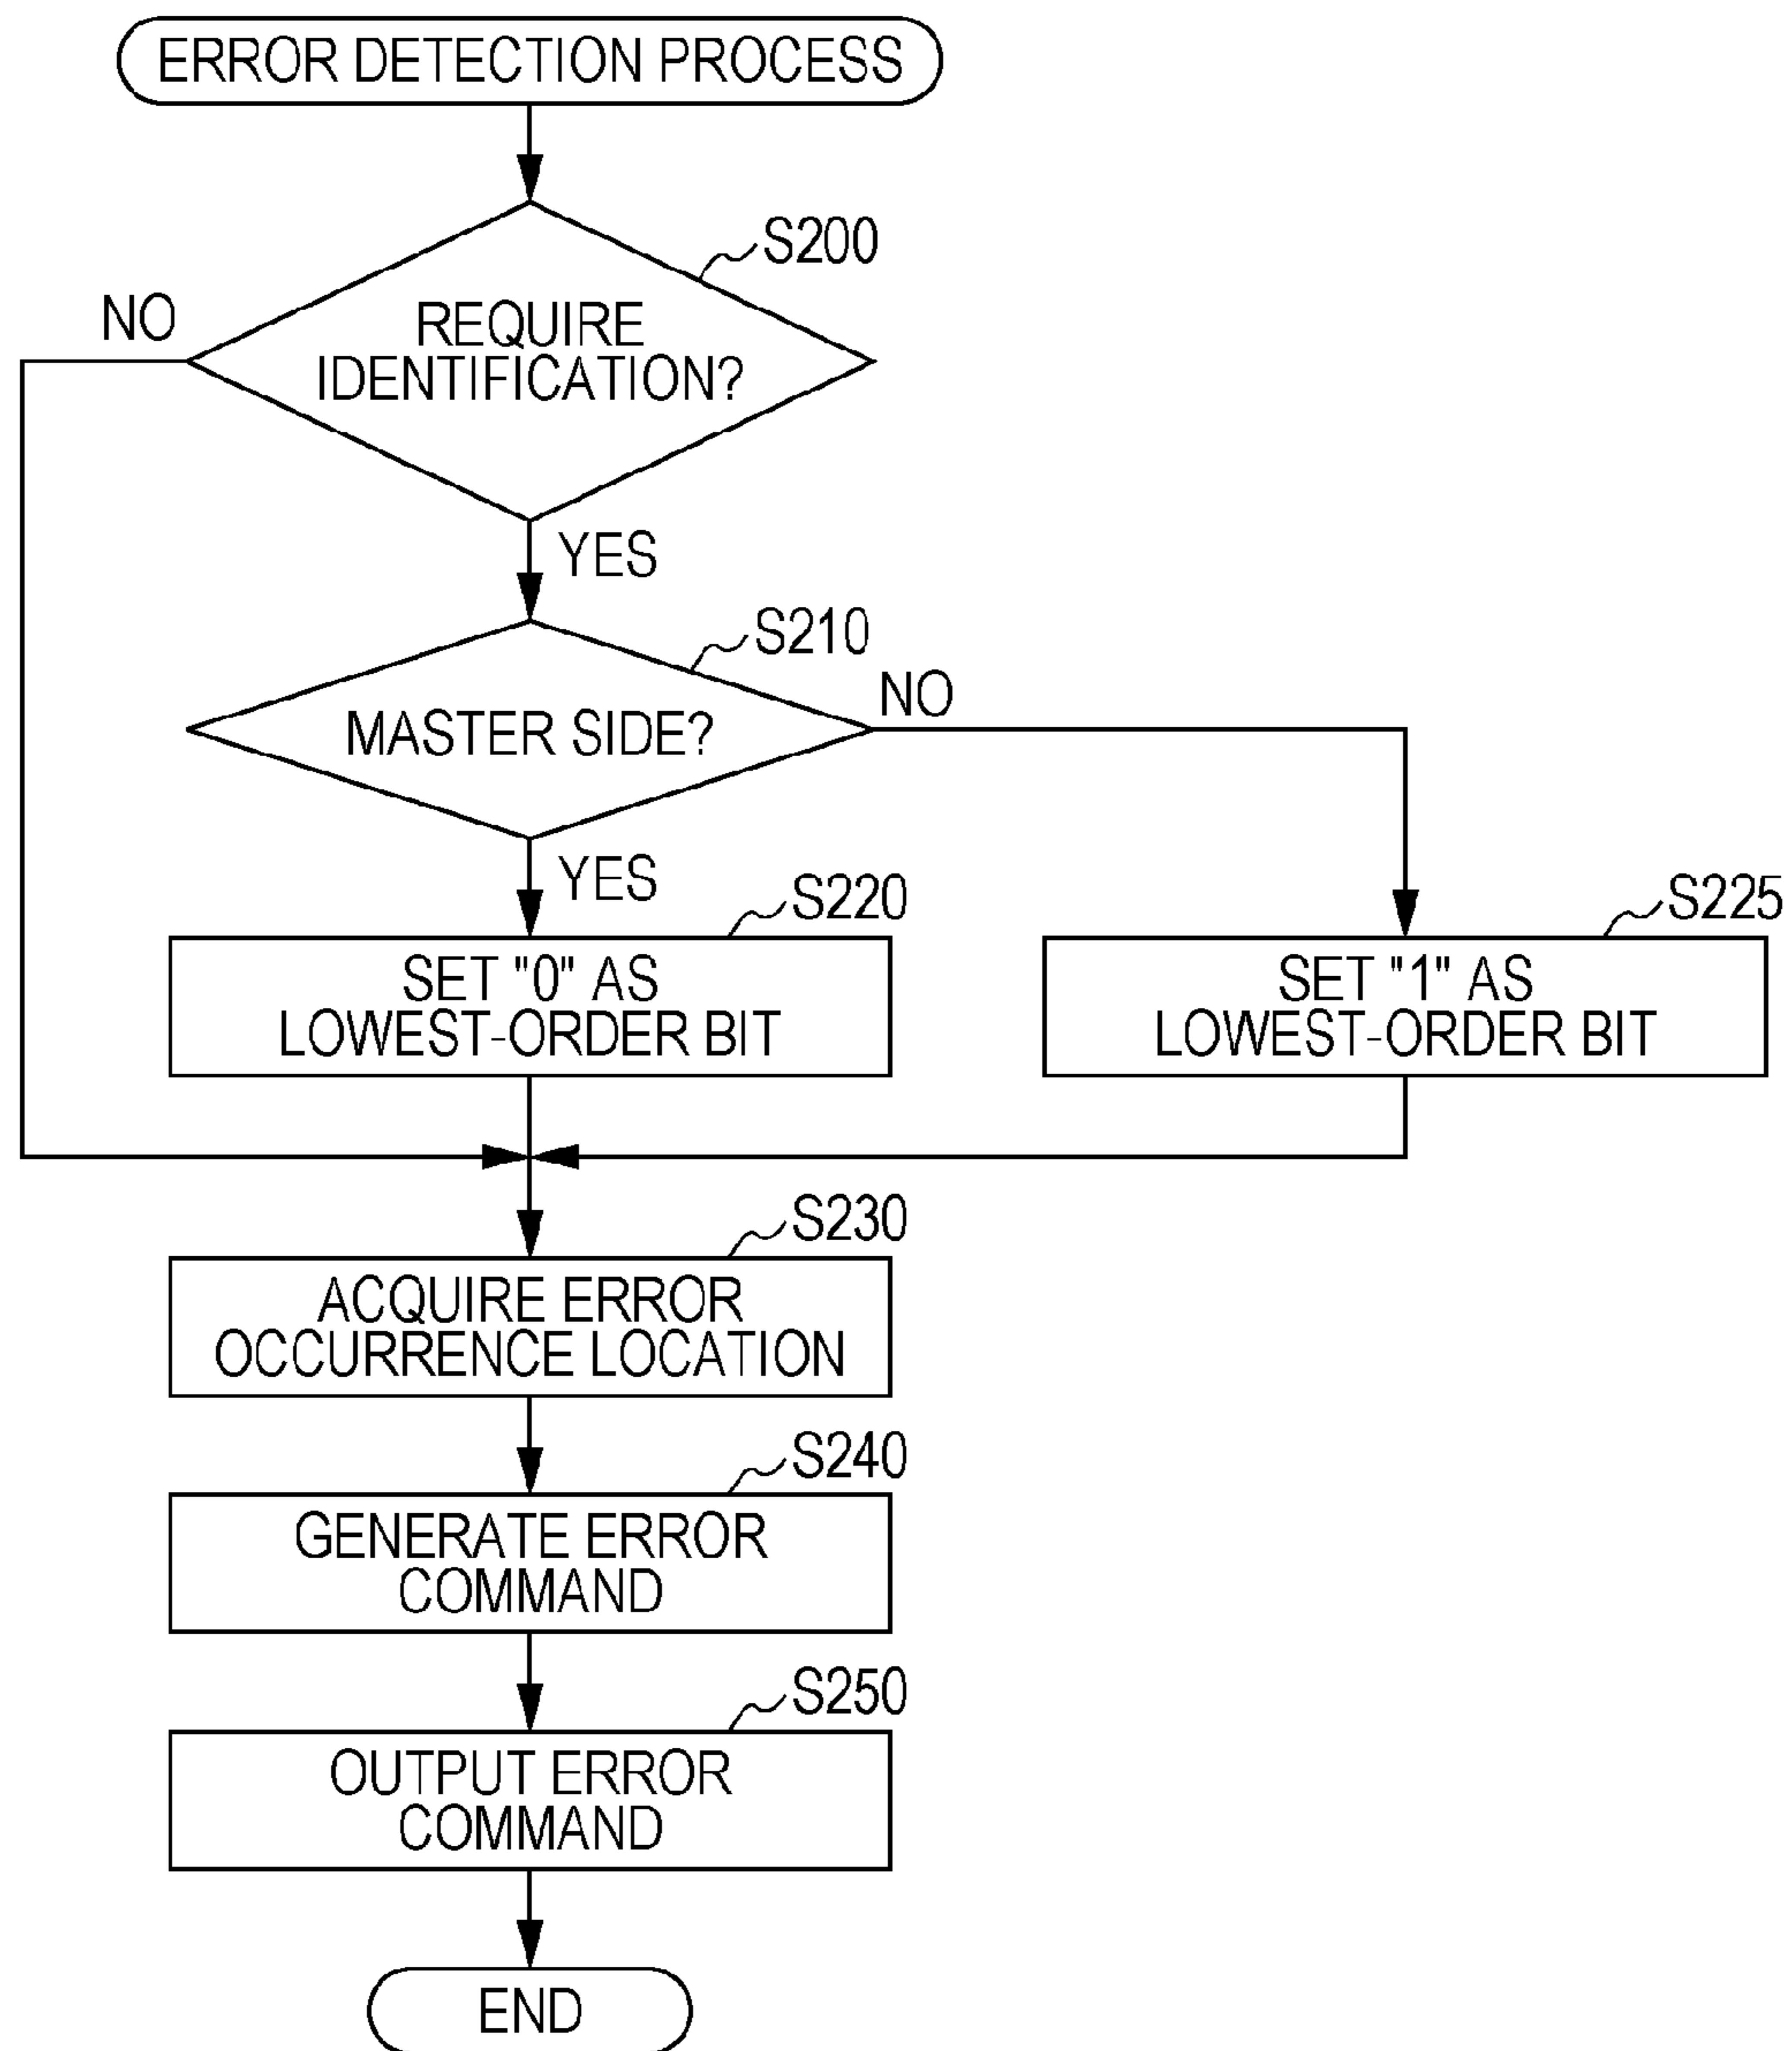 ERROR DETECTION PROCESS
S200
NO
REQUIRE
IDENTIFICATION?
YES
S210
NO
MASTER SIDE?
YES
S220
S225
SET "0" AS
LOWEST-ORDER BIT
SET "1" AS
LOWEST-ORDER BIT
S230
ACQUIRE ERROR
OCCURRENCE LOCATION
S240
GENERATE ERROR
COMMAND
S250
OUTPUT ERROR
COMMAND
END